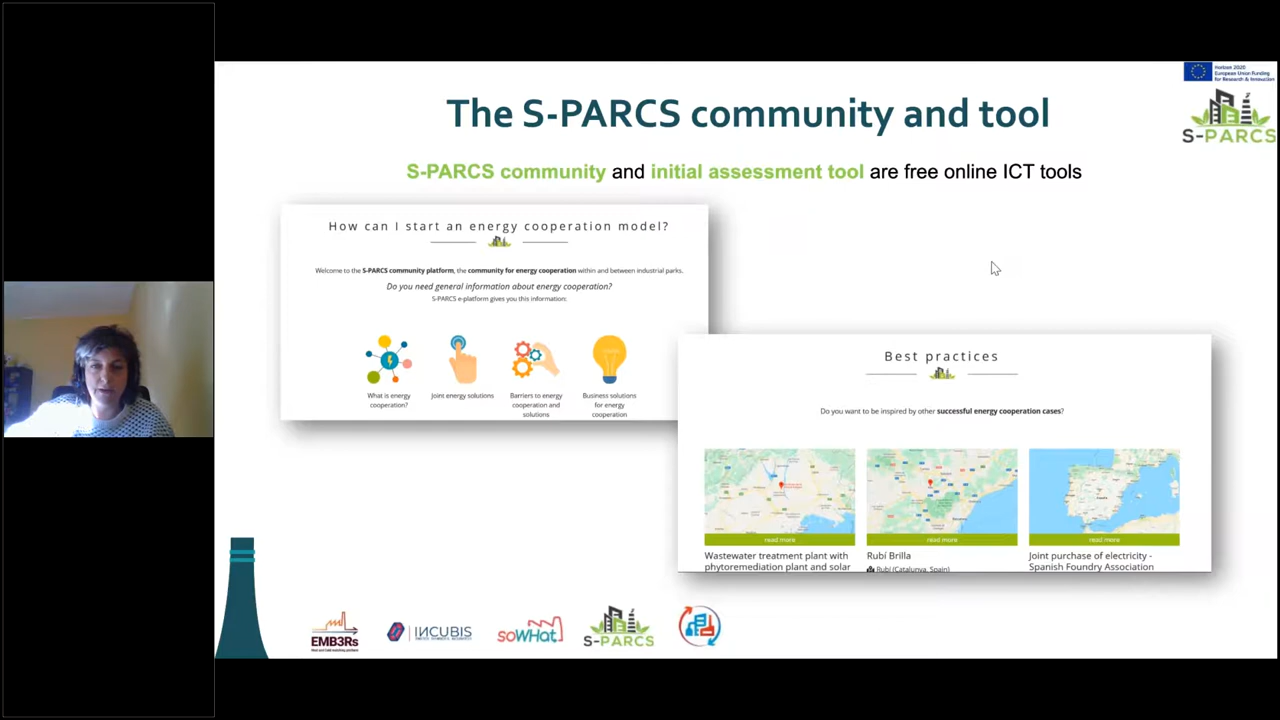 Horizon 2020
European Union Funding
for Research & Innovation
S-PARCS
The S-PARCS community and tool
S-PARCS community and initial assessment tool are free online ICT tools
How can I start an energy cooperation model?
Welcome to the S-PARCS community platform, the community for energy cooperation within and between industrial parks.
Do you need general information about energy cooperation?
S-PARCS e-platform gives you this information:
What is energy
cooperation?
Joint energy solutions
Barriers to energy
cooperation and
solutions
Business solutions
for energy
cooperation
Best practices
Do you want to be inspired by other successful energy cooperation cases?
read more
read more
read more
Wastewater treatment plant with
phytoremediation plant and solar
Rubí Brilla
Rubí (Catalunya, Spain)
Joint purchase of electricity -
Spanish Foundry Association
EMB3Rs
INCUBIS
soWHat
S-PARCS